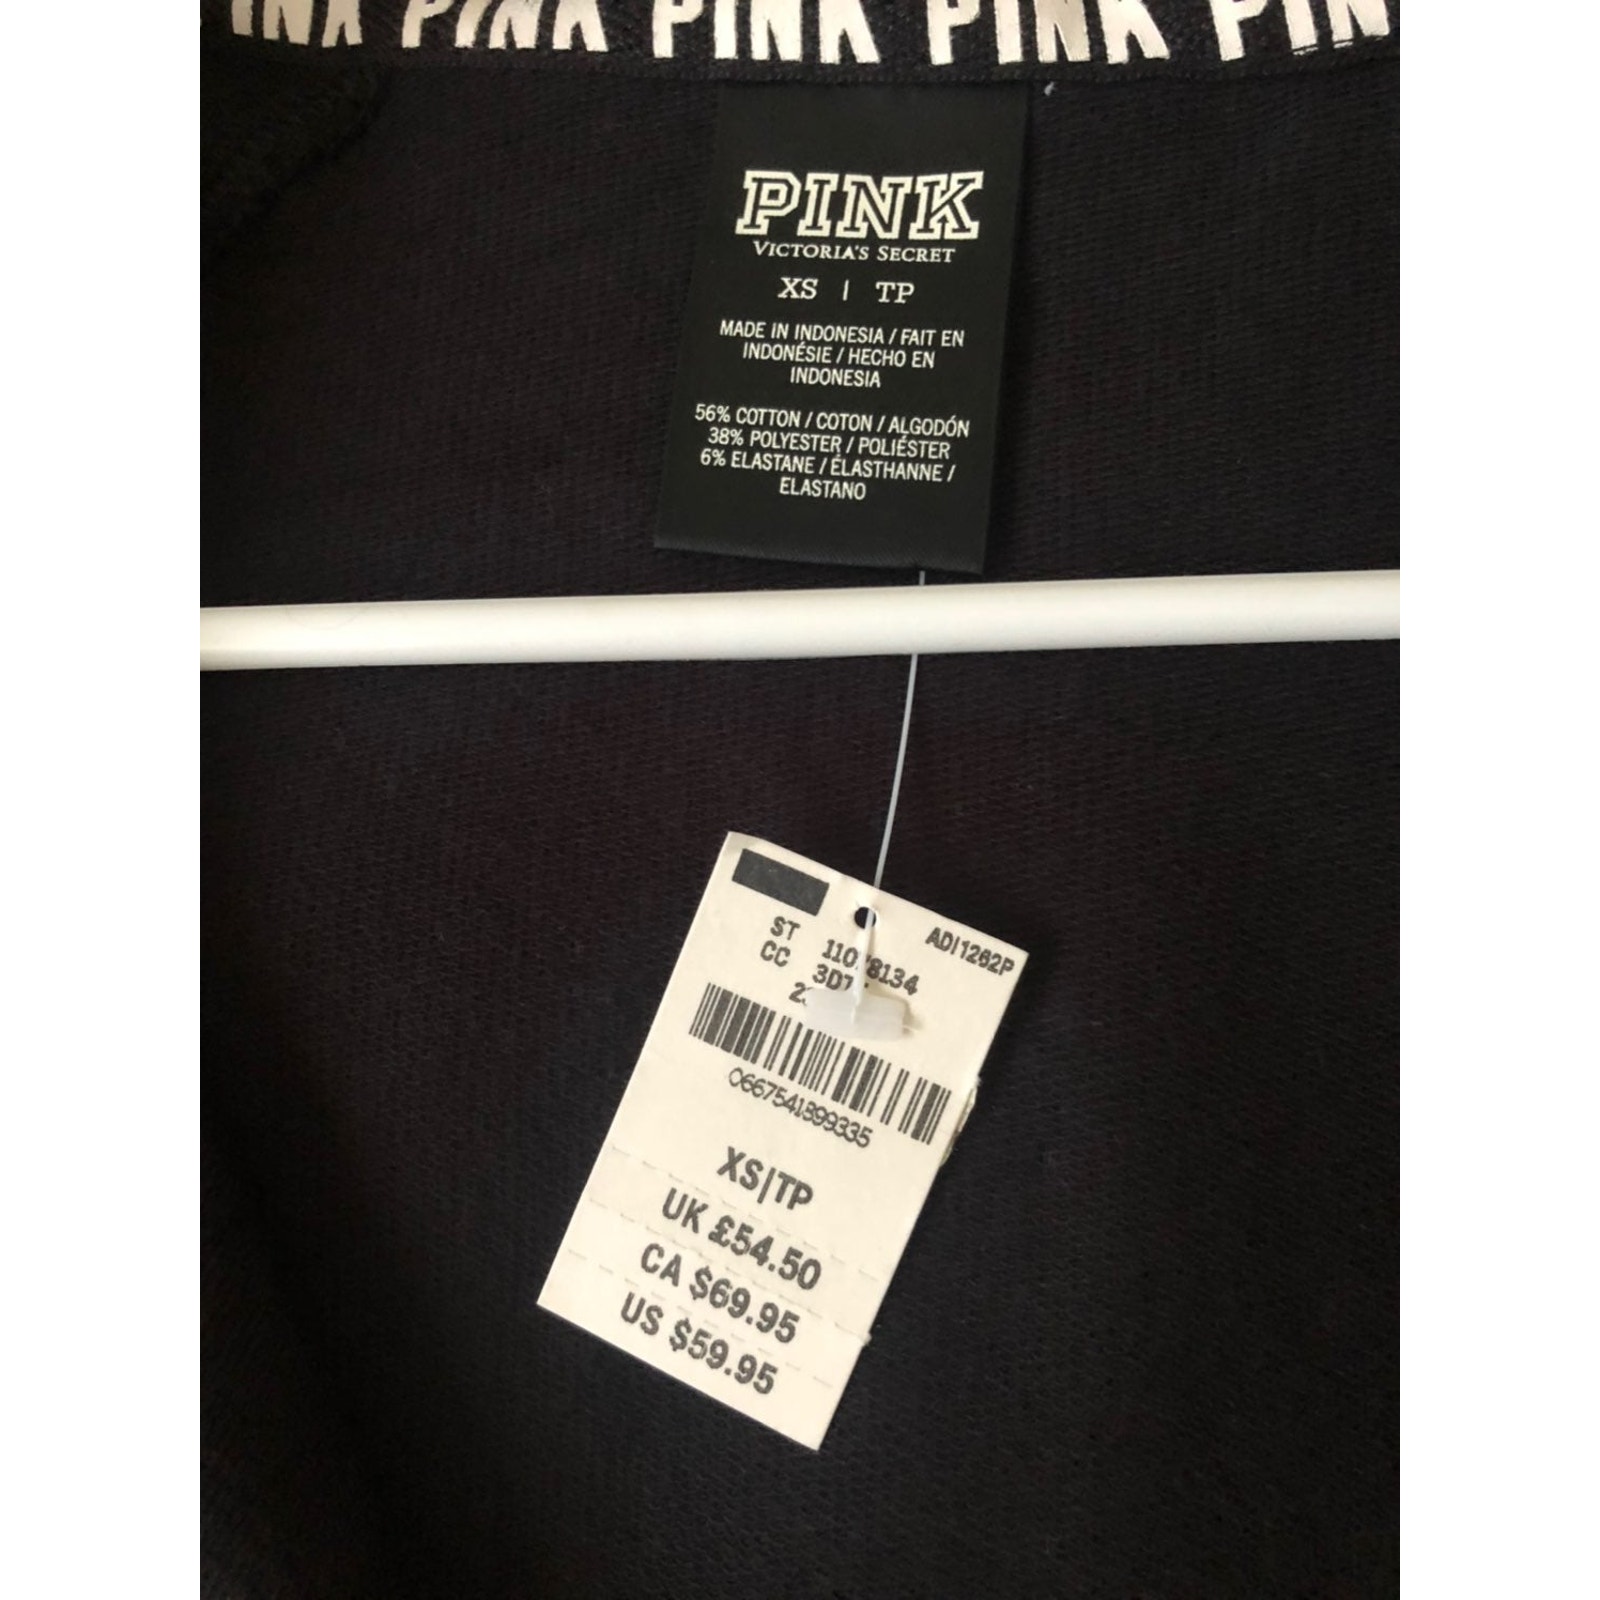 PINK PINK PINK PIN
PINK
VICTORIA'S SECRET
XS | TP
MADE IN INDONESIA / FAIT EN
INDONÉSIE / HECHO EN
INDONESIA
56% COTTON / COTON / ALGODÓN
38% POLYESTER / POLIÉSTER
6% ELASTANE / ÉLASTHANNE /
ELASTANO
ADI1262P
ST
CC
0667541899335
XS|TP
UK £54.50
CA $69.95
US $59.95